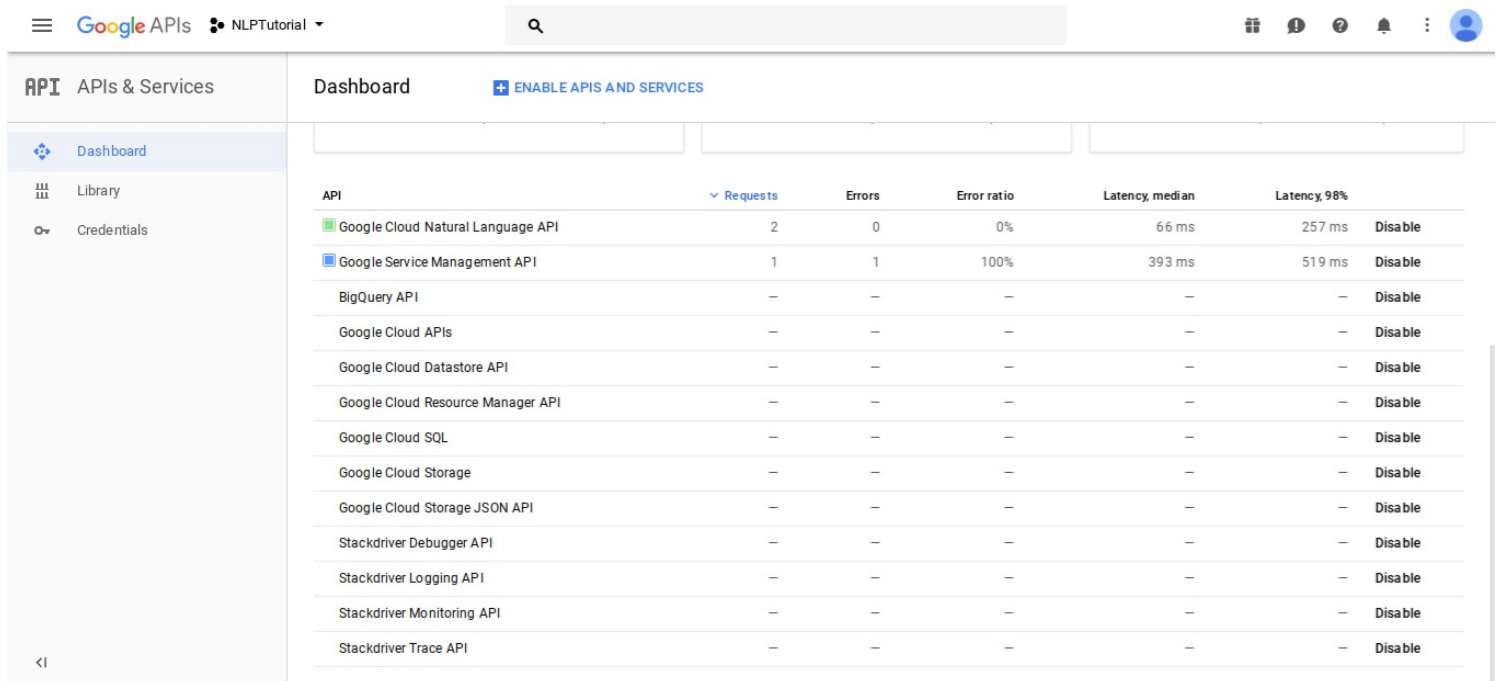 Google APIs NLPTutorial
API APIs & Services
Dashboard ENABLE APIS AND SERVICES
Dashboard
Library
Credentials
API Requests Errors Error ratio Latency, median Latency, 98%
Google Cloud Natural Language API 2 0 0% 66 ms 257 ms Disable
Google Service Management API 1 1 100% 393 ms 519 ms Disable
BigQuery API — — — — — Disable
Google Cloud APIs — — — — — Disable
Google Cloud Datastore API — — — — — Disable
Google Cloud Resource Manager API — — — — — Disable
Google Cloud SQL — — — — — Disable
Google Cloud Storage — — — — — Disable
Google Cloud Storage JSON API — — — — — Disable
Stackdriver Debugger API — — — — — Disable
Stackdriver Logging API — — — — — Disable
Stackdriver Monitoring API — — — — — Disable
Stackdriver Trace API — — — — — Disable